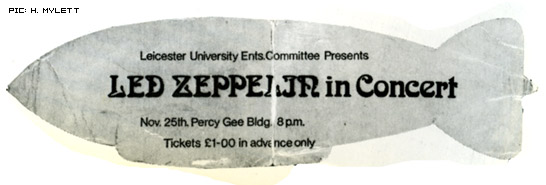 PIC: H. MYLETT
Leicester University Ents.Committee Presents
LED ZEPPELIN in Concert
Nov. 25th. Percy Gee Bldg. 8 p.m.
Tickets £1-00 in advance only